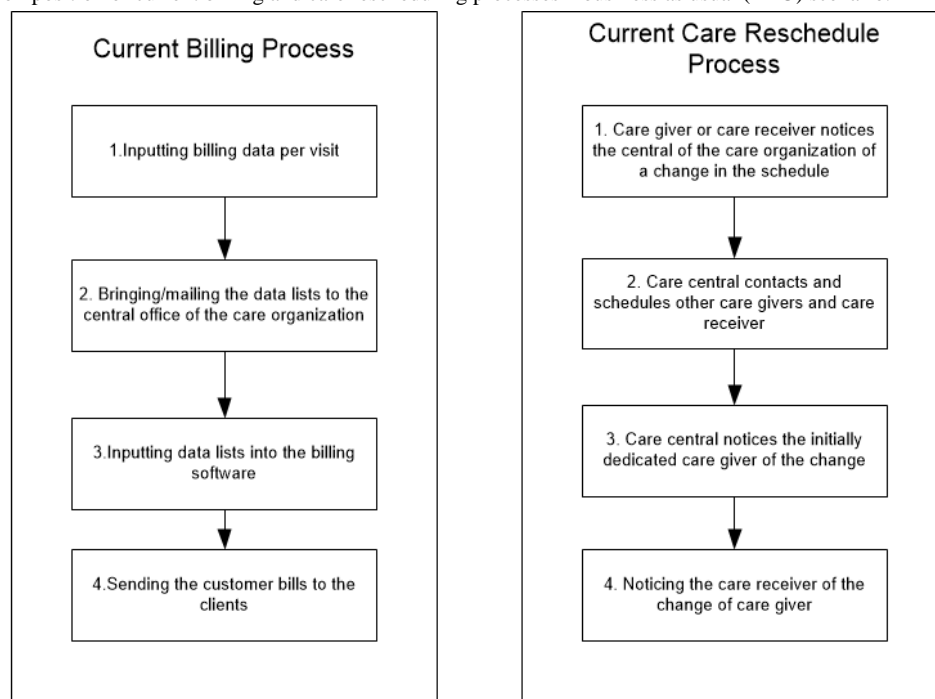 billing and care rescheduling processes
Current Billing Process
1.Inputting billing data per visit
2. Bringing/mailing the data lists to the
central office of the care organization
3.Inputting data lists into the billing
software
4.Sending the customer bills to the
clients
Current Care Reschedule
Process
1. Care giver or care receiver notices
the central of the care organization of
a change in the schedule
2. Care central contacts and
schedules other care givers and care
receiver
3. Care central notices the initially
dedicated care giver of the change
4. Noticing the care receiver of the
change of care giver